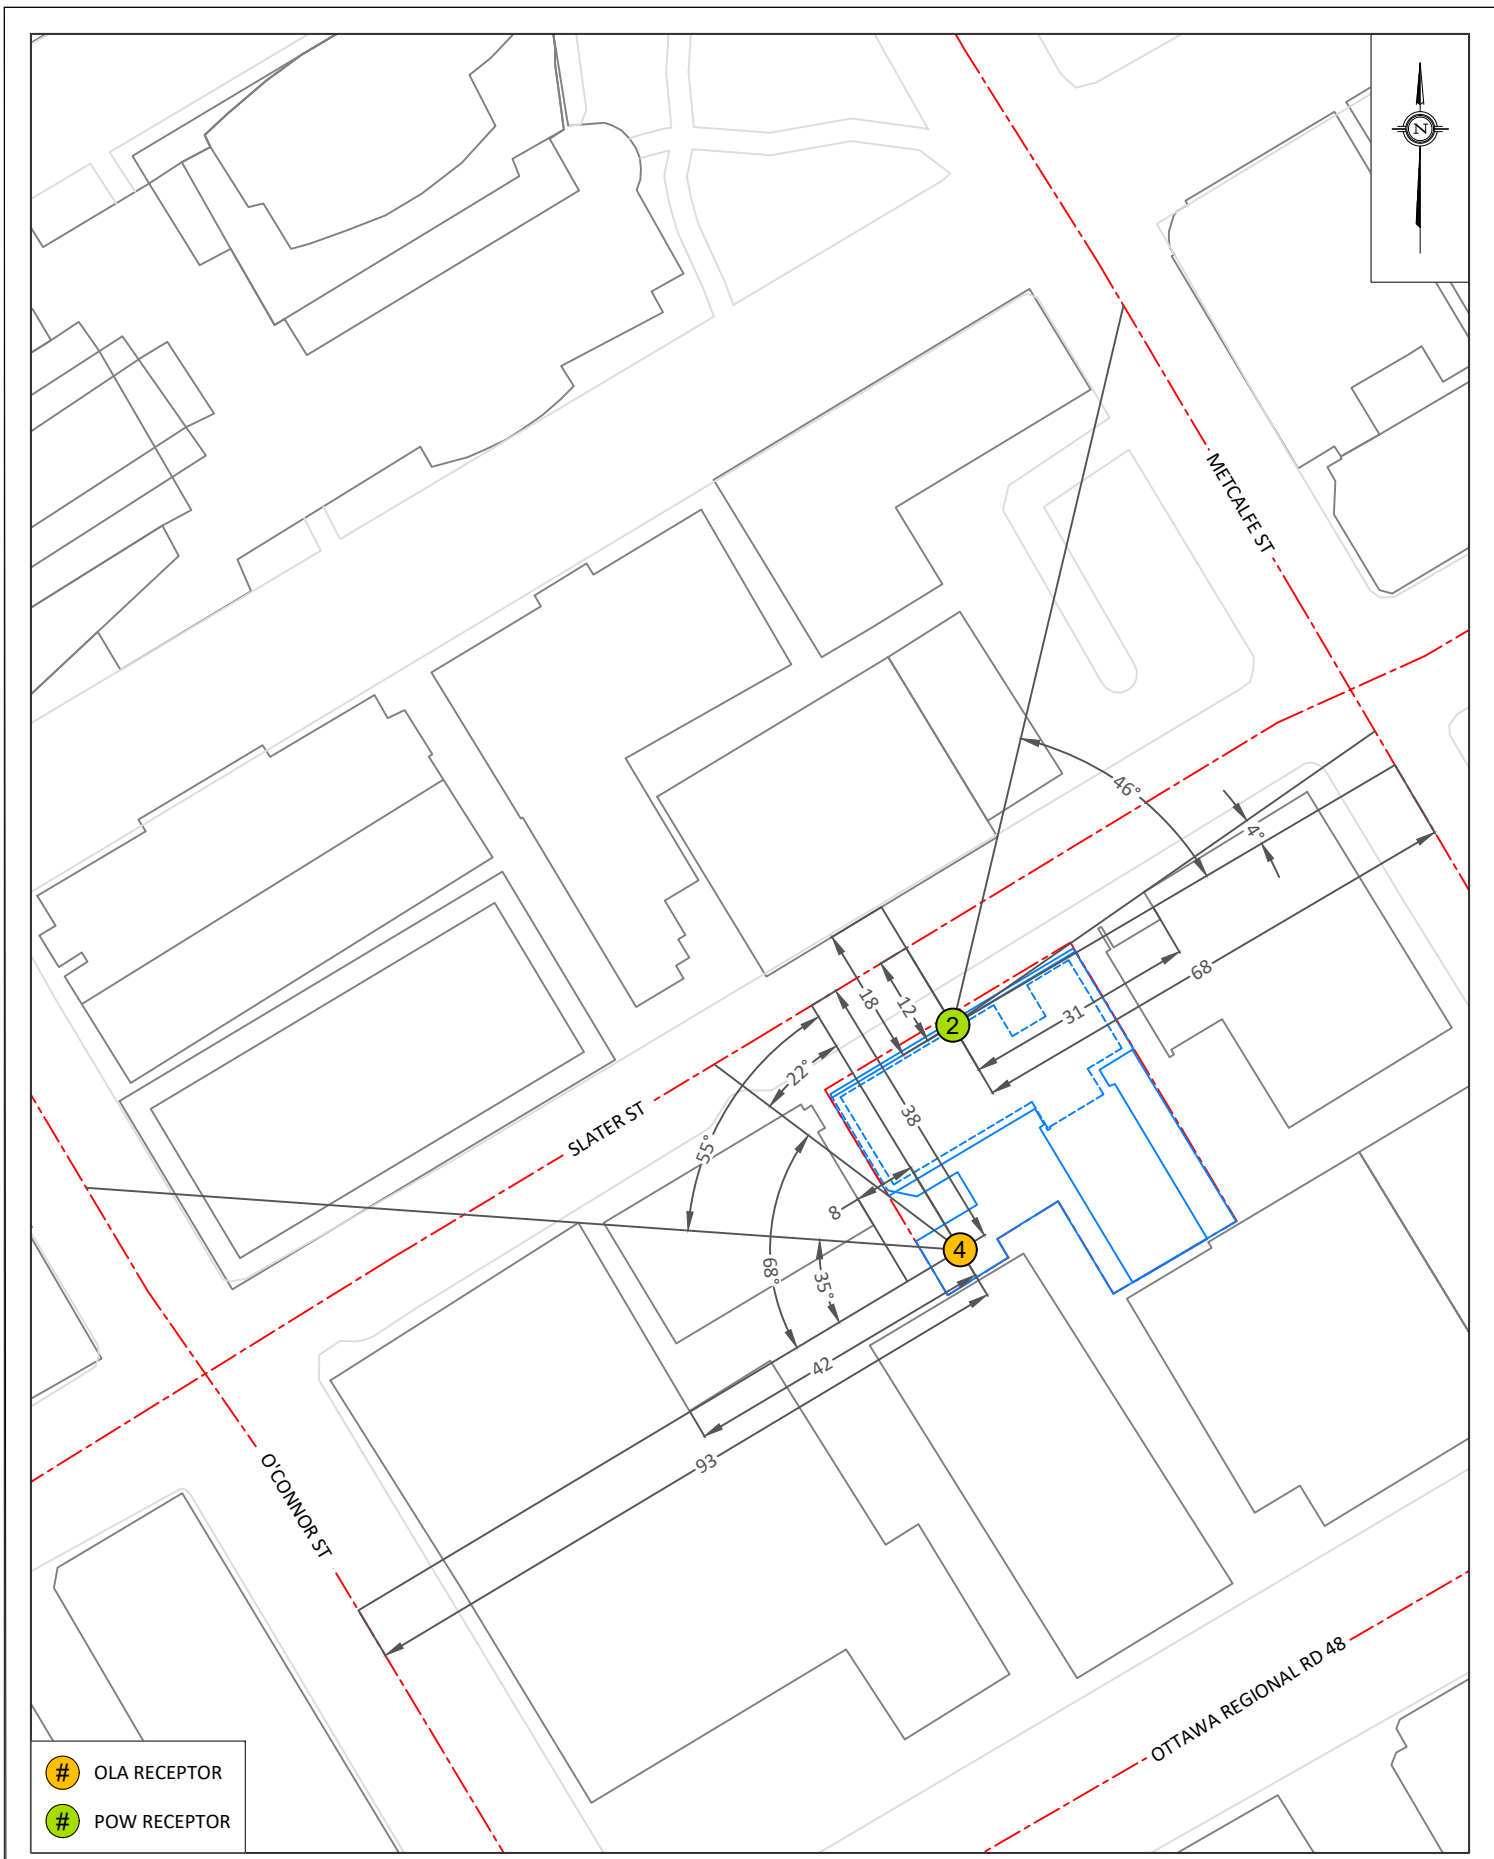 N
METCALFE ST
46°
4°
68
31
18
12
22°
55°
38
SLATER ST
8
68°
35°
42
93
O'CONNOR ST
OTTAWA REGIONAL RD 48
2
4
# OLA RECEPTOR
# POW RECEPTOR